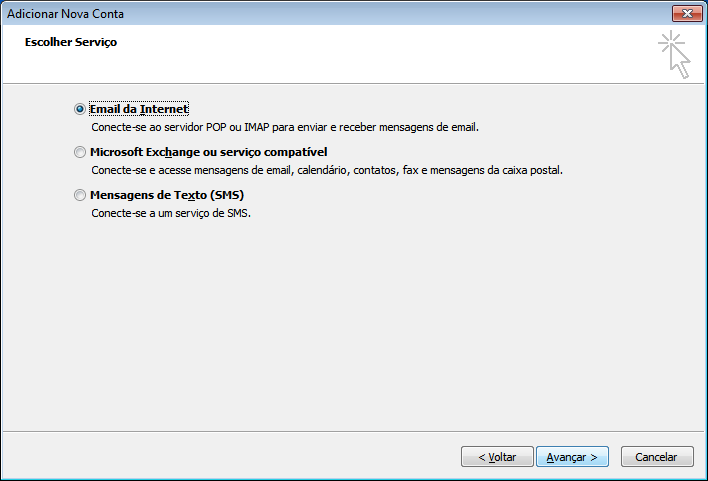 Adicionar Nova Conta
Escolher Serviço
Email da Internet
Conecte-se ao servidor POP ou IMAP para enviar e receber mensagens de email.
Microsoft Exchange ou serviço compatível
Conecte-se e acesse mensagens de email, calendário, contatos, fax e mensagens da caixa postal.
Mensagens de Texto (SMS)
Conecte-se a um serviço de SMS.
< Voltar
Avançar >
Cancelar